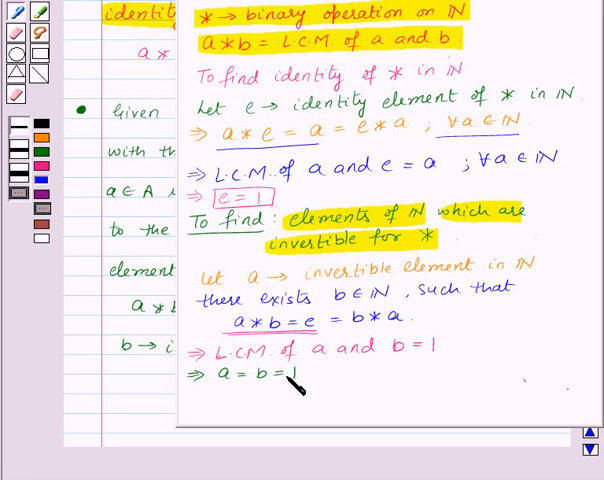 identity
a *
Given
with th
a ∈ A i
to the
element
a * b
b → i
* → binary operation on ℕ
a * b = L.C.M. of a and b.
To find identity of * in ℕ
Let e → identity element of * in ℕ.
⇒ a * e = a = e * a ; ∀ a ∈ ℕ
⇒ L.C.M. of a and e = a ; ∀ a ∈ ℕ
⇒ e = 1
To find : elements of ℕ which are
invertible for *
Let a → invertible element in ℕ
there exists b ∈ ℕ, such that
a * b = e = b * a.
⇒ L.C.M. of a and b = 1
⇒ a = b = 1